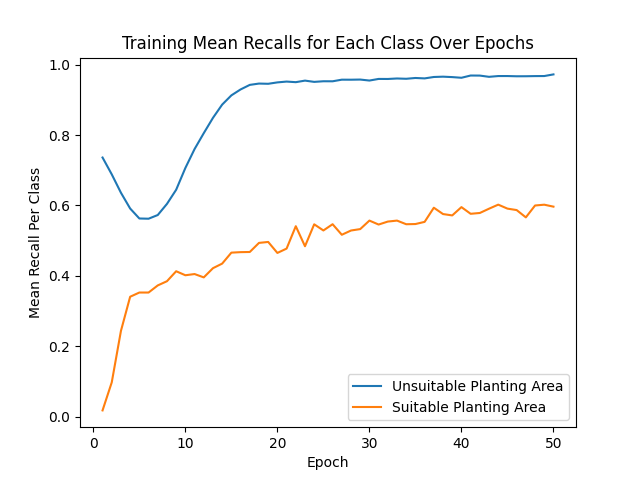 Training Mean Recalls for Each Class Over Epochs
1.0
0.8
0.6
0.4
0.2
0.0
Mean Recall Per Class
Unsuitable Planting Area
Suitable Planting Area
0 10 20 30 40 50
Epoch